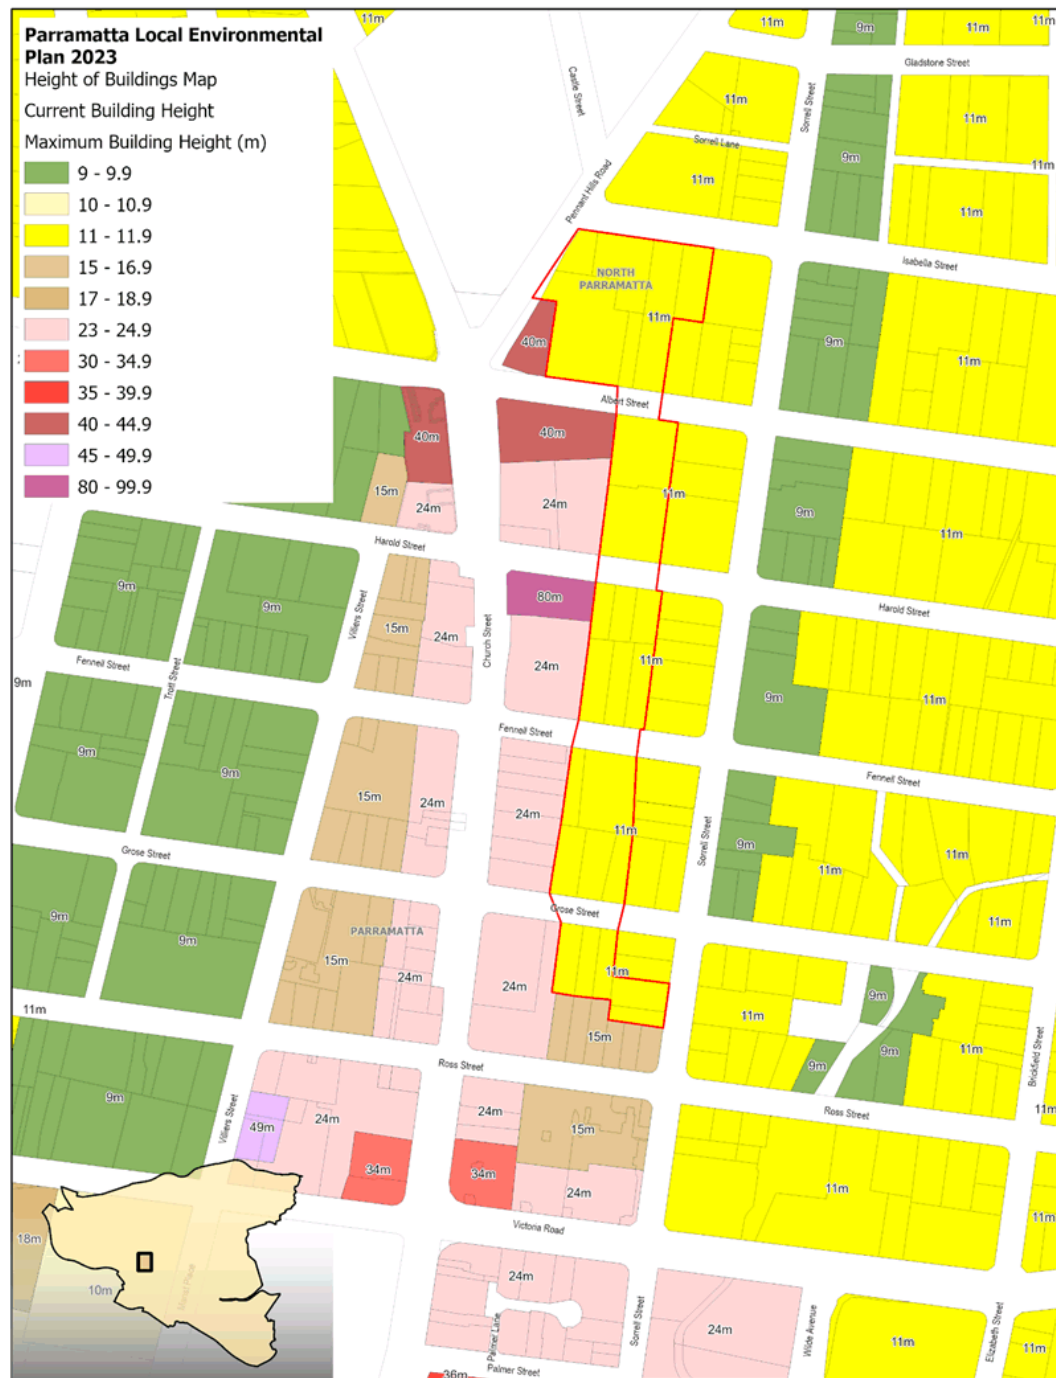 Parramatta Local Environmental
Plan 2023
Height of Buildings Map
Current Building Height
Maximum Building Height (m)
9 - 9.9
10 - 10.9
11 - 11.9
15 - 16.9
17 - 18.9
23 - 24.9
30 - 34.9
35 - 39.9
40 - 44.9
45 - 49.9
80 - 99.9
11m
11m
9m
11m
11m
Gladstone Street
Castle Street
Sorrell Street
11m
11m
Sorrell Lane
9m
11m
11m
11m
Pennant Hills Road
Isabella Street
NORTH
PARRAMATTA
11m
40m
9m
11m
Albert Street
40m
40m
15m
24m
24m
11m
9m
11m
Harold Street
9m
9m
Villiers Street
15m
24m
Church Street
80m
24m
11m
Harold Street
9m
11m
Fennell Street
Trott Street
9m
9m
9m
15m
24m
Fennell Street
24m
11m
Sorrell Street
9m
11m
Fennell Street
11m
11m
Grose Street
9m
9m
PARRAMATTA
15m
24m
24m
Grose Street
11m
15m
11m
9m
9m
9m
11m
Brickfield Street
11m
Ross Street
Ross Street
9m
Villiers Street
49m
24m
34m
24m
34m
15m
24m
11m
11m
11m
Victoria Road
18m
10m
24m
Palmer Lane
Palmer Street
36m
Sorrell Street
24m
Wilde Avenue
11m
Elizabeth Street
11m